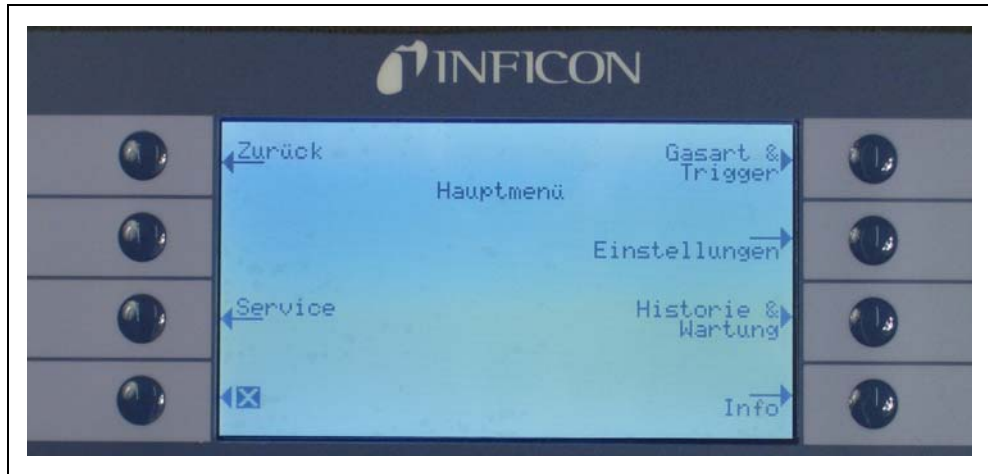 INFICON
Zurück
Gasart &
Trigger
Hauptmenü
Einstellungen
Service
Historie &
Wartung
Info